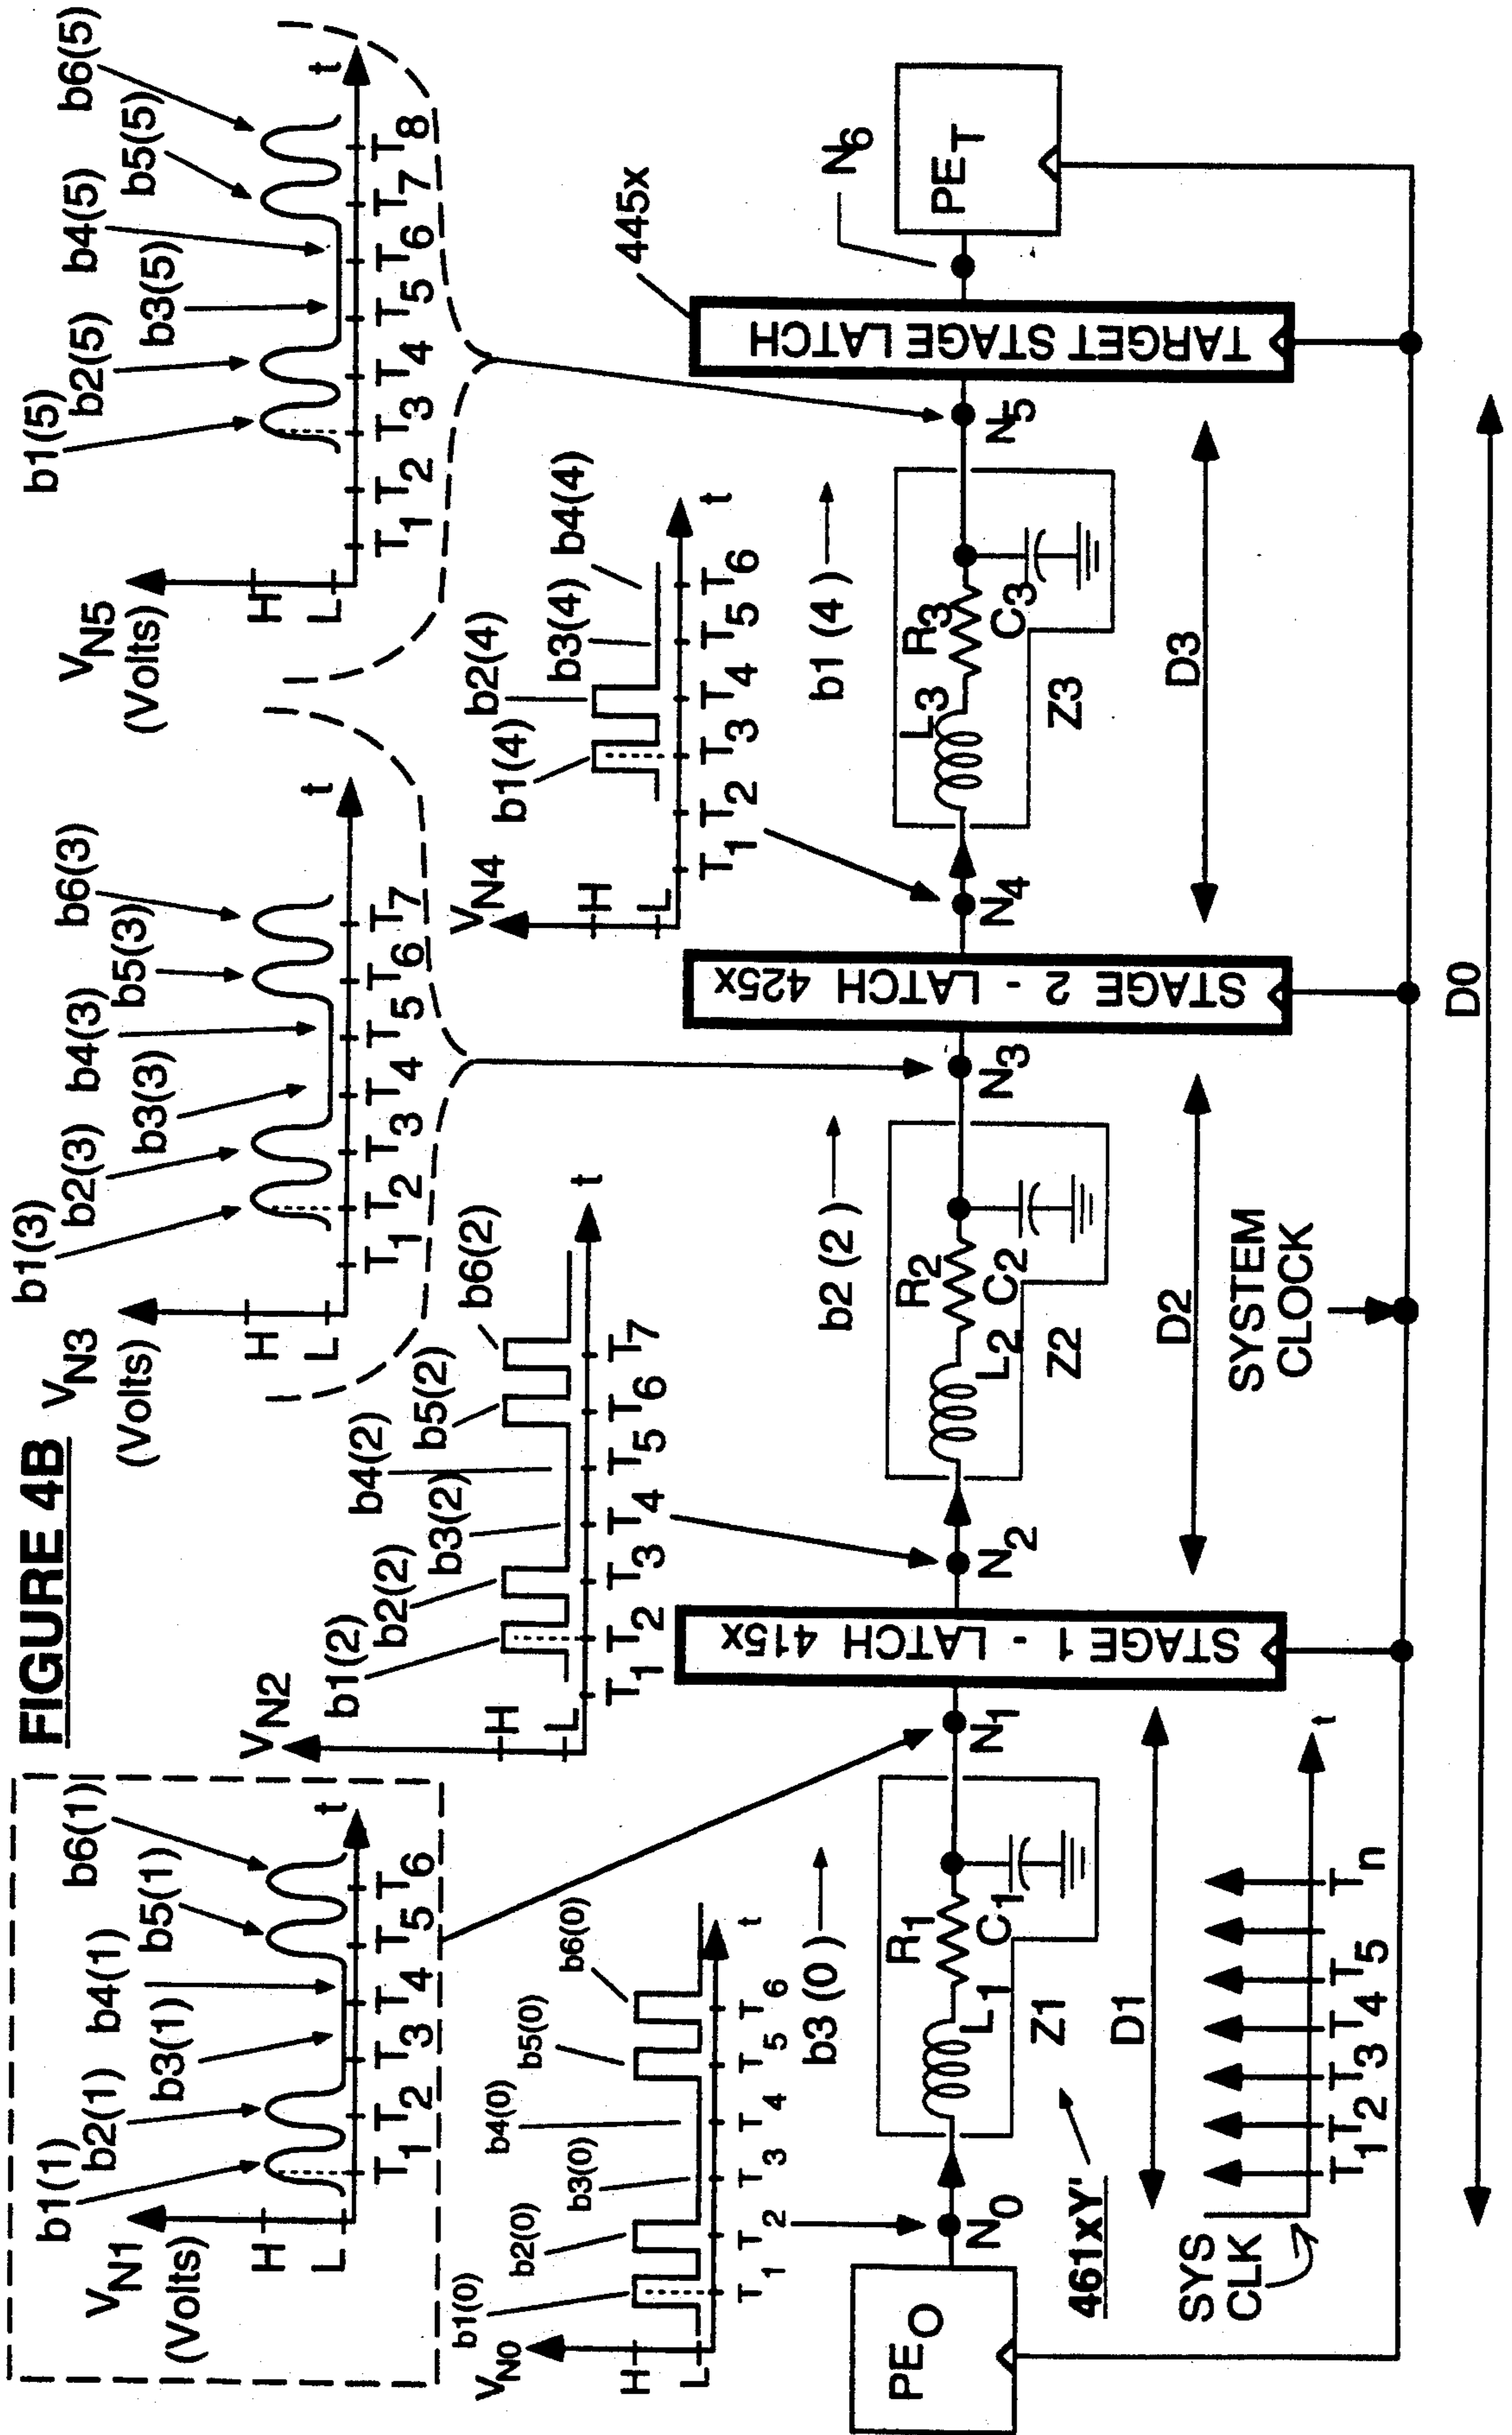 FIGURE 4B
V_N1
(Volts)
H
L
b1(1)
b2(1)
b3(1)
b4(1)
b5(1)
b6(1)
T1 T2 T3 T4 T5 T6
t
V_N2
H
L
b1(2)
b2(2)
b3(2)
b4(2)
b5(2)
b6(2)
T1 T2 T3 T4 T5 T6 T7
t
V_N3
(Volts)
H
L
b1(3)
b2(3)
b3(3)
b4(3)
b5(3)
b6(3)
T1 T2 T3 T4 T5 T6 T7
t
V_N5
(Volts)
H
L
b1(5)
b2(5)
b3(5)
b4(5)
b5(5)
b6(5)
T1 T2 T3 T4 T5 T6 T7 T8
t
V_N0
H
L
b1(0)
b2(0)
b3(0)
b4(0)
b5(0)
b6(0)
T1 T2 T3 T4 T5 T6
t
V_N4
H
L
b1(4)
b2(4)
b3(4)
b4(4)
T1 T2 T3 T4 T5 T6
t
b3 (0)
b2 (2)
b1 (4)
445x
PE_O
N0
L1
R1
C1
Z1
461xY'
N1
STAGE 1 - LATCH 415x
N2
L2
R2
C2
Z2
N3
STAGE 2 - LATCH 425x
N4
L3
R3
C3
Z3
N5
TARGET STAGE LATCH
N6
PE_T
D1
D2
D3
SYS
CLK
T1 T2 T3 T4 T5 Tn
t
SYSTEM
CLOCK
D0